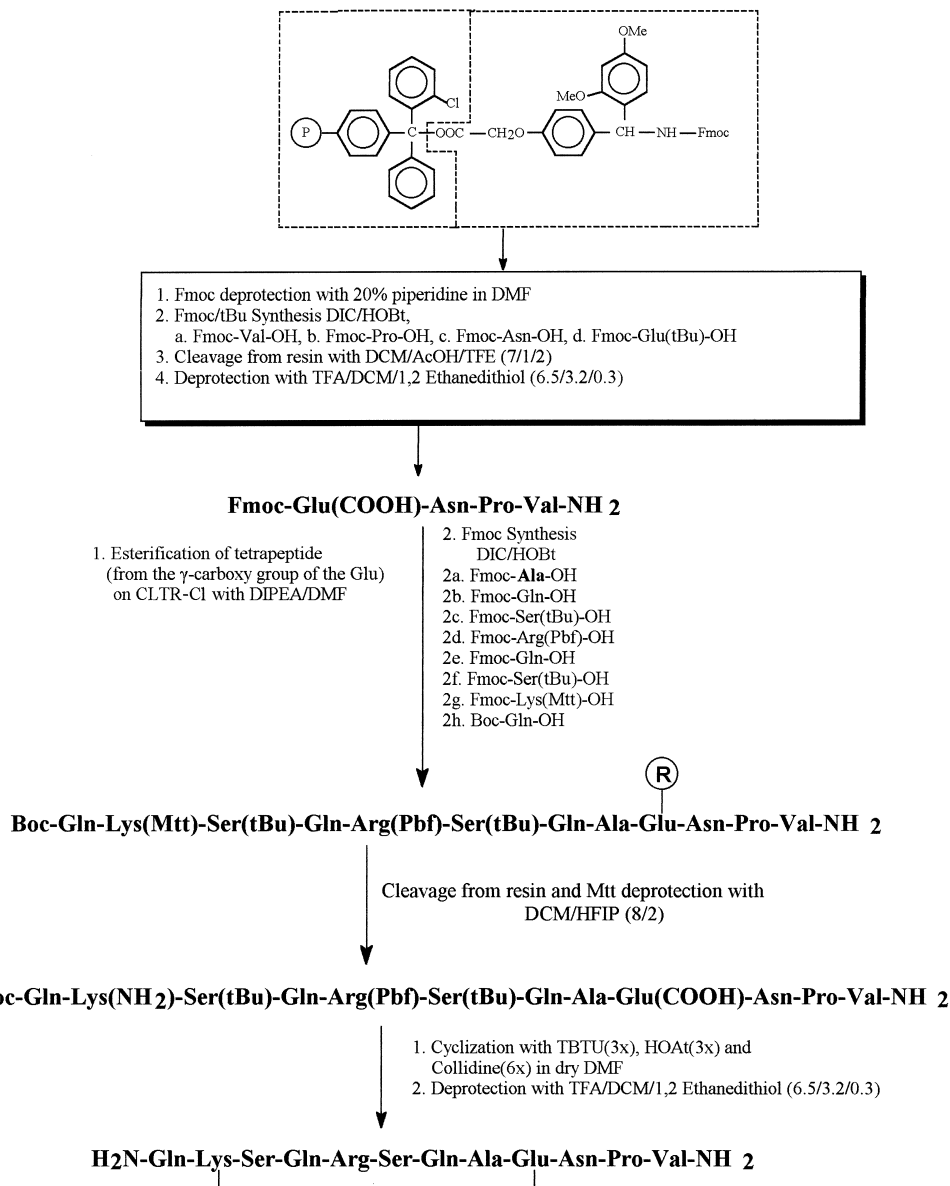 OMe
Cl
MeO
P
C
OOC
CH2O
CH
NH
Fmoc
1. Fmoc deprotection with 20% piperidine in DMF
2. Fmoc/tBu Synthesis DIC/HOBt,
a. Fmoc-Val-OH, b. Fmoc-Pro-OH, c. Fmoc-Asn-OH, d. Fmoc-Glu(tBu)-OH
3. Cleavage from resin with DCM/AcOH/TFE (7/1/2)
4. Deprotection with TFA/DCM/1,2 Ethanedithiol (6.5/3.2/0.3)
Fmoc-Glu(COOH)-Asn-Pro-Val-NH 2
1. Esterification of tetrapeptide
(from the γ-carboxy group of the Glu)
on CLTR-Cl with DIPEA/DMF
2. Fmoc Synthesis
DIC/HOBt
2a. Fmoc-Ala-OH
2b. Fmoc-Gln-OH
2c. Fmoc-Ser(tBu)-OH
2d. Fmoc-Arg(Pbf)-OH
2e. Fmoc-Gln-OH
2f. Fmoc-Ser(tBu)-OH
2g. Fmoc-Lys(Mtt)-OH
2h. Boc-Gln-OH
R
Boc-Gln-Lys(Mtt)-Ser(tBu)-Gln-Arg(Pbf)-Ser(tBu)-Gln-Ala-Glu-Asn-Pro-Val-NH 2
Cleavage from resin and Mtt deprotection with
DCM/HFIP (8/2)
oc-Gln-Lys(NH2)-Ser(tBu)-Gln-Arg(Pbf)-Ser(tBu)-Gln-Ala-Glu(COOH)-Asn-Pro-Val-NH 2
1. Cyclization with TBTU(3x), HOAt(3x) and
Collidine(6x) in dry DMF
2. Deprotection with TFA/DCM/1,2 Ethanedithiol (6.5/3.2/0.3)
H2N-Gln-Lys-Ser-Gln-Arg-Ser-Gln-Ala-Glu-Asn-Pro-Val-NH 2